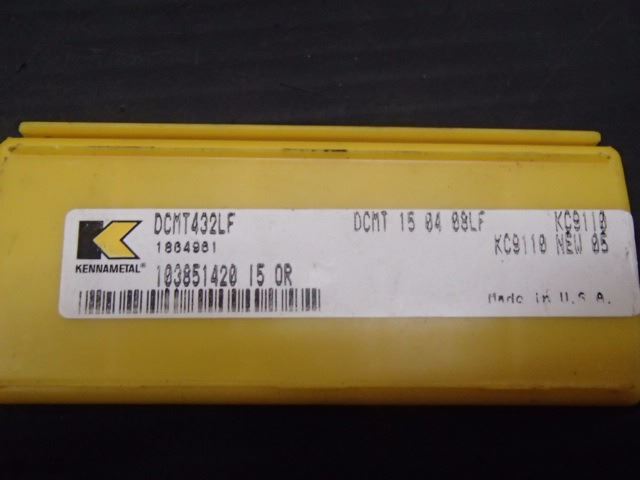 DCMT432LF DCMT 15 04 08LF KC9110
1864981 KC9110 NEW 05
KENNAMETAL®
103851420 15 OR
Made in U.S.A.